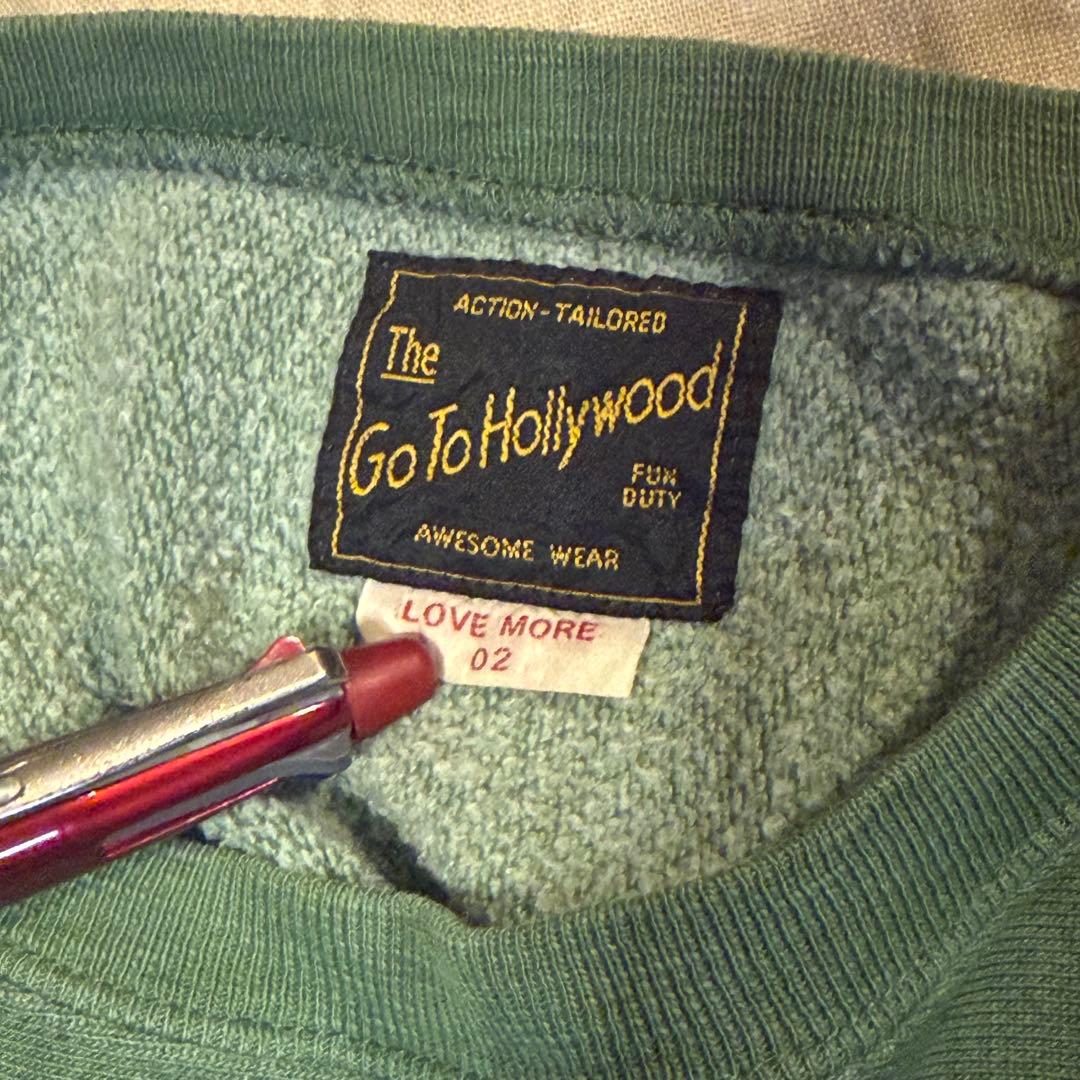 ACTION-TAILORED
The
Go To Hollywood
FUN
DUTY
AWESOME WEAR
LOVE MORE
02